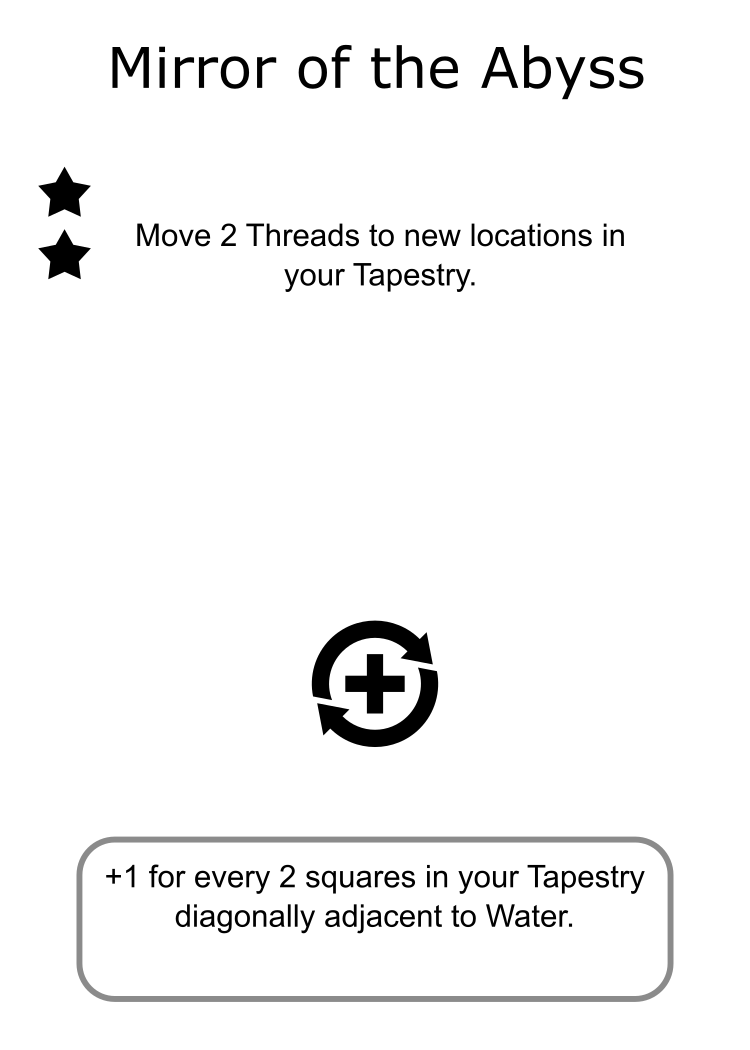 Mirror of the Abyss
Move 2 Threads to new locations in
your Tapestry.
+1 for every 2 squares in your Tapestry
diagonally adjacent to Water.